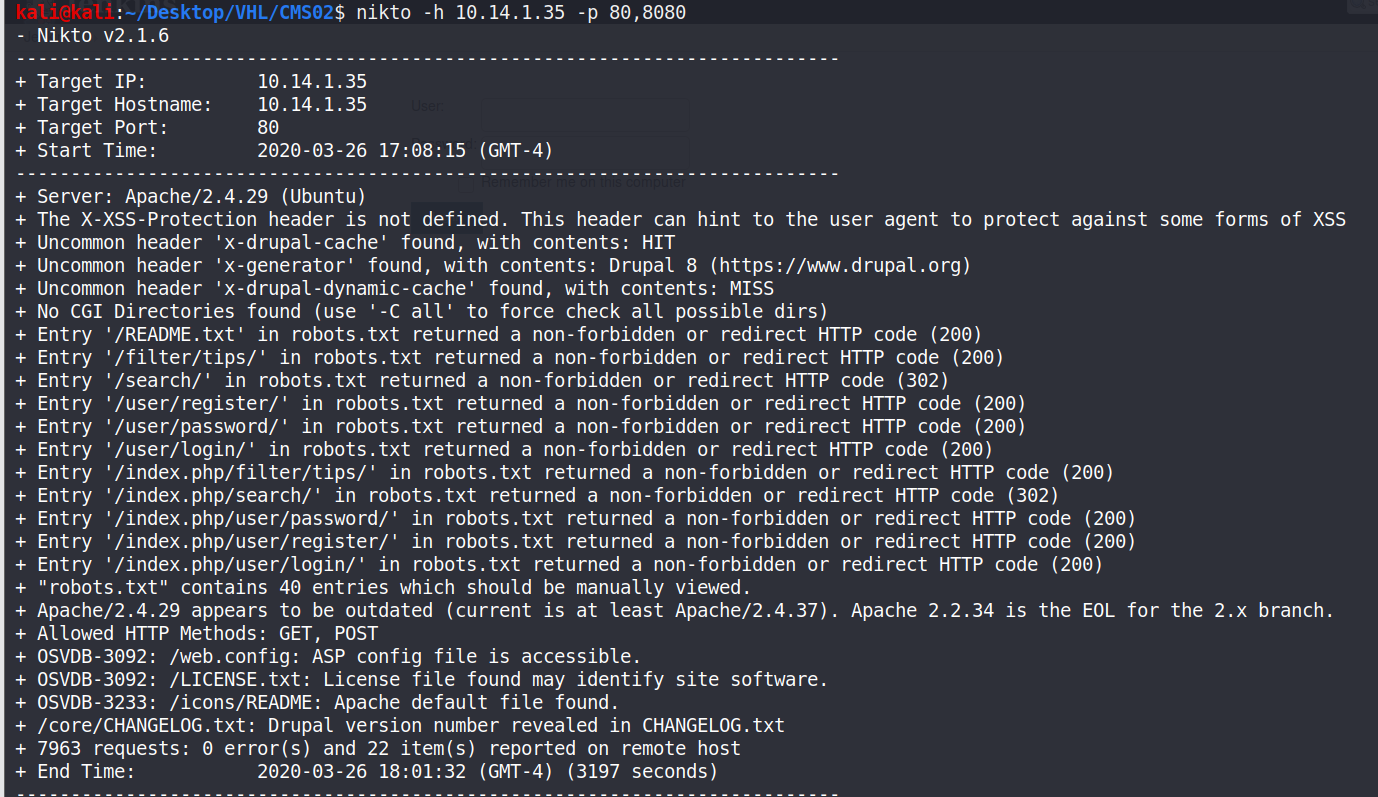 kali@kali:~/Desktop/VHL/CMS02$ nikto -h 10.14.1.35 -p 80,8080
- Nikto v2.1.6
---------------------------------------------------------------------------
+ Target IP:          10.14.1.35
+ Target Hostname:    10.14.1.35
User
+ Target Port:        80
+ Start Time:         2020-03-26 17:08:15 (GMT-4)
---------------------------------------------------------------------------
Remember me on this computer
+ Server: Apache/2.4.29 (Ubuntu)
+ The X-XSS-Protection header is not defined. This header can hint to the user agent to protect against some forms of XSS
+ Uncommon header 'x-drupal-cache' found, with contents: HIT
+ Uncommon header 'x-generator' found, with contents: Drupal 8 (https://www.drupal.org)
+ Uncommon header 'x-drupal-dynamic-cache' found, with contents: MISS
+ No CGI Directories found (use '-C all' to force check all possible dirs)
+ Entry '/README.txt' in robots.txt returned a non-forbidden or redirect HTTP code (200)
+ Entry '/filter/tips/' in robots.txt returned a non-forbidden or redirect HTTP code (200)
+ Entry '/search/' in robots.txt returned a non-forbidden or redirect HTTP code (302)
+ Entry '/user/register/' in robots.txt returned a non-forbidden or redirect HTTP code (200)
+ Entry '/user/password/' in robots.txt returned a non-forbidden or redirect HTTP code (200)
+ Entry '/user/login/' in robots.txt returned a non-forbidden or redirect HTTP code (200)
+ Entry '/index.php/filter/tips/' in robots.txt returned a non-forbidden or redirect HTTP code (200)
+ Entry '/index.php/search/' in robots.txt returned a non-forbidden or redirect HTTP code (302)
+ Entry '/index.php/user/password/' in robots.txt returned a non-forbidden or redirect HTTP code (200)
+ Entry '/index.php/user/register/' in robots.txt returned a non-forbidden or redirect HTTP code (200)
+ Entry '/index.php/user/login/' in robots.txt returned a non-forbidden or redirect HTTP code (200)
+ "robots.txt" contains 40 entries which should be manually viewed.
+ Apache/2.4.29 appears to be outdated (current is at least Apache/2.4.37). Apache 2.2.34 is the EOL for the 2.x branch.
+ Allowed HTTP Methods: GET, POST
+ OSVDB-3092: /web.config: ASP config file is accessible.
+ OSVDB-3092: /LICENSE.txt: License file found may identify site software.
+ OSVDB-3233: /icons/README: Apache default file found.
+ /core/CHANGELOG.txt: Drupal version number revealed in CHANGELOG.txt
+ 7963 requests: 0 error(s) and 22 item(s) reported on remote host
+ End Time:           2020-03-26 18:01:32 (GMT-4) (3197 seconds)
---------------------------------------------------------------------------